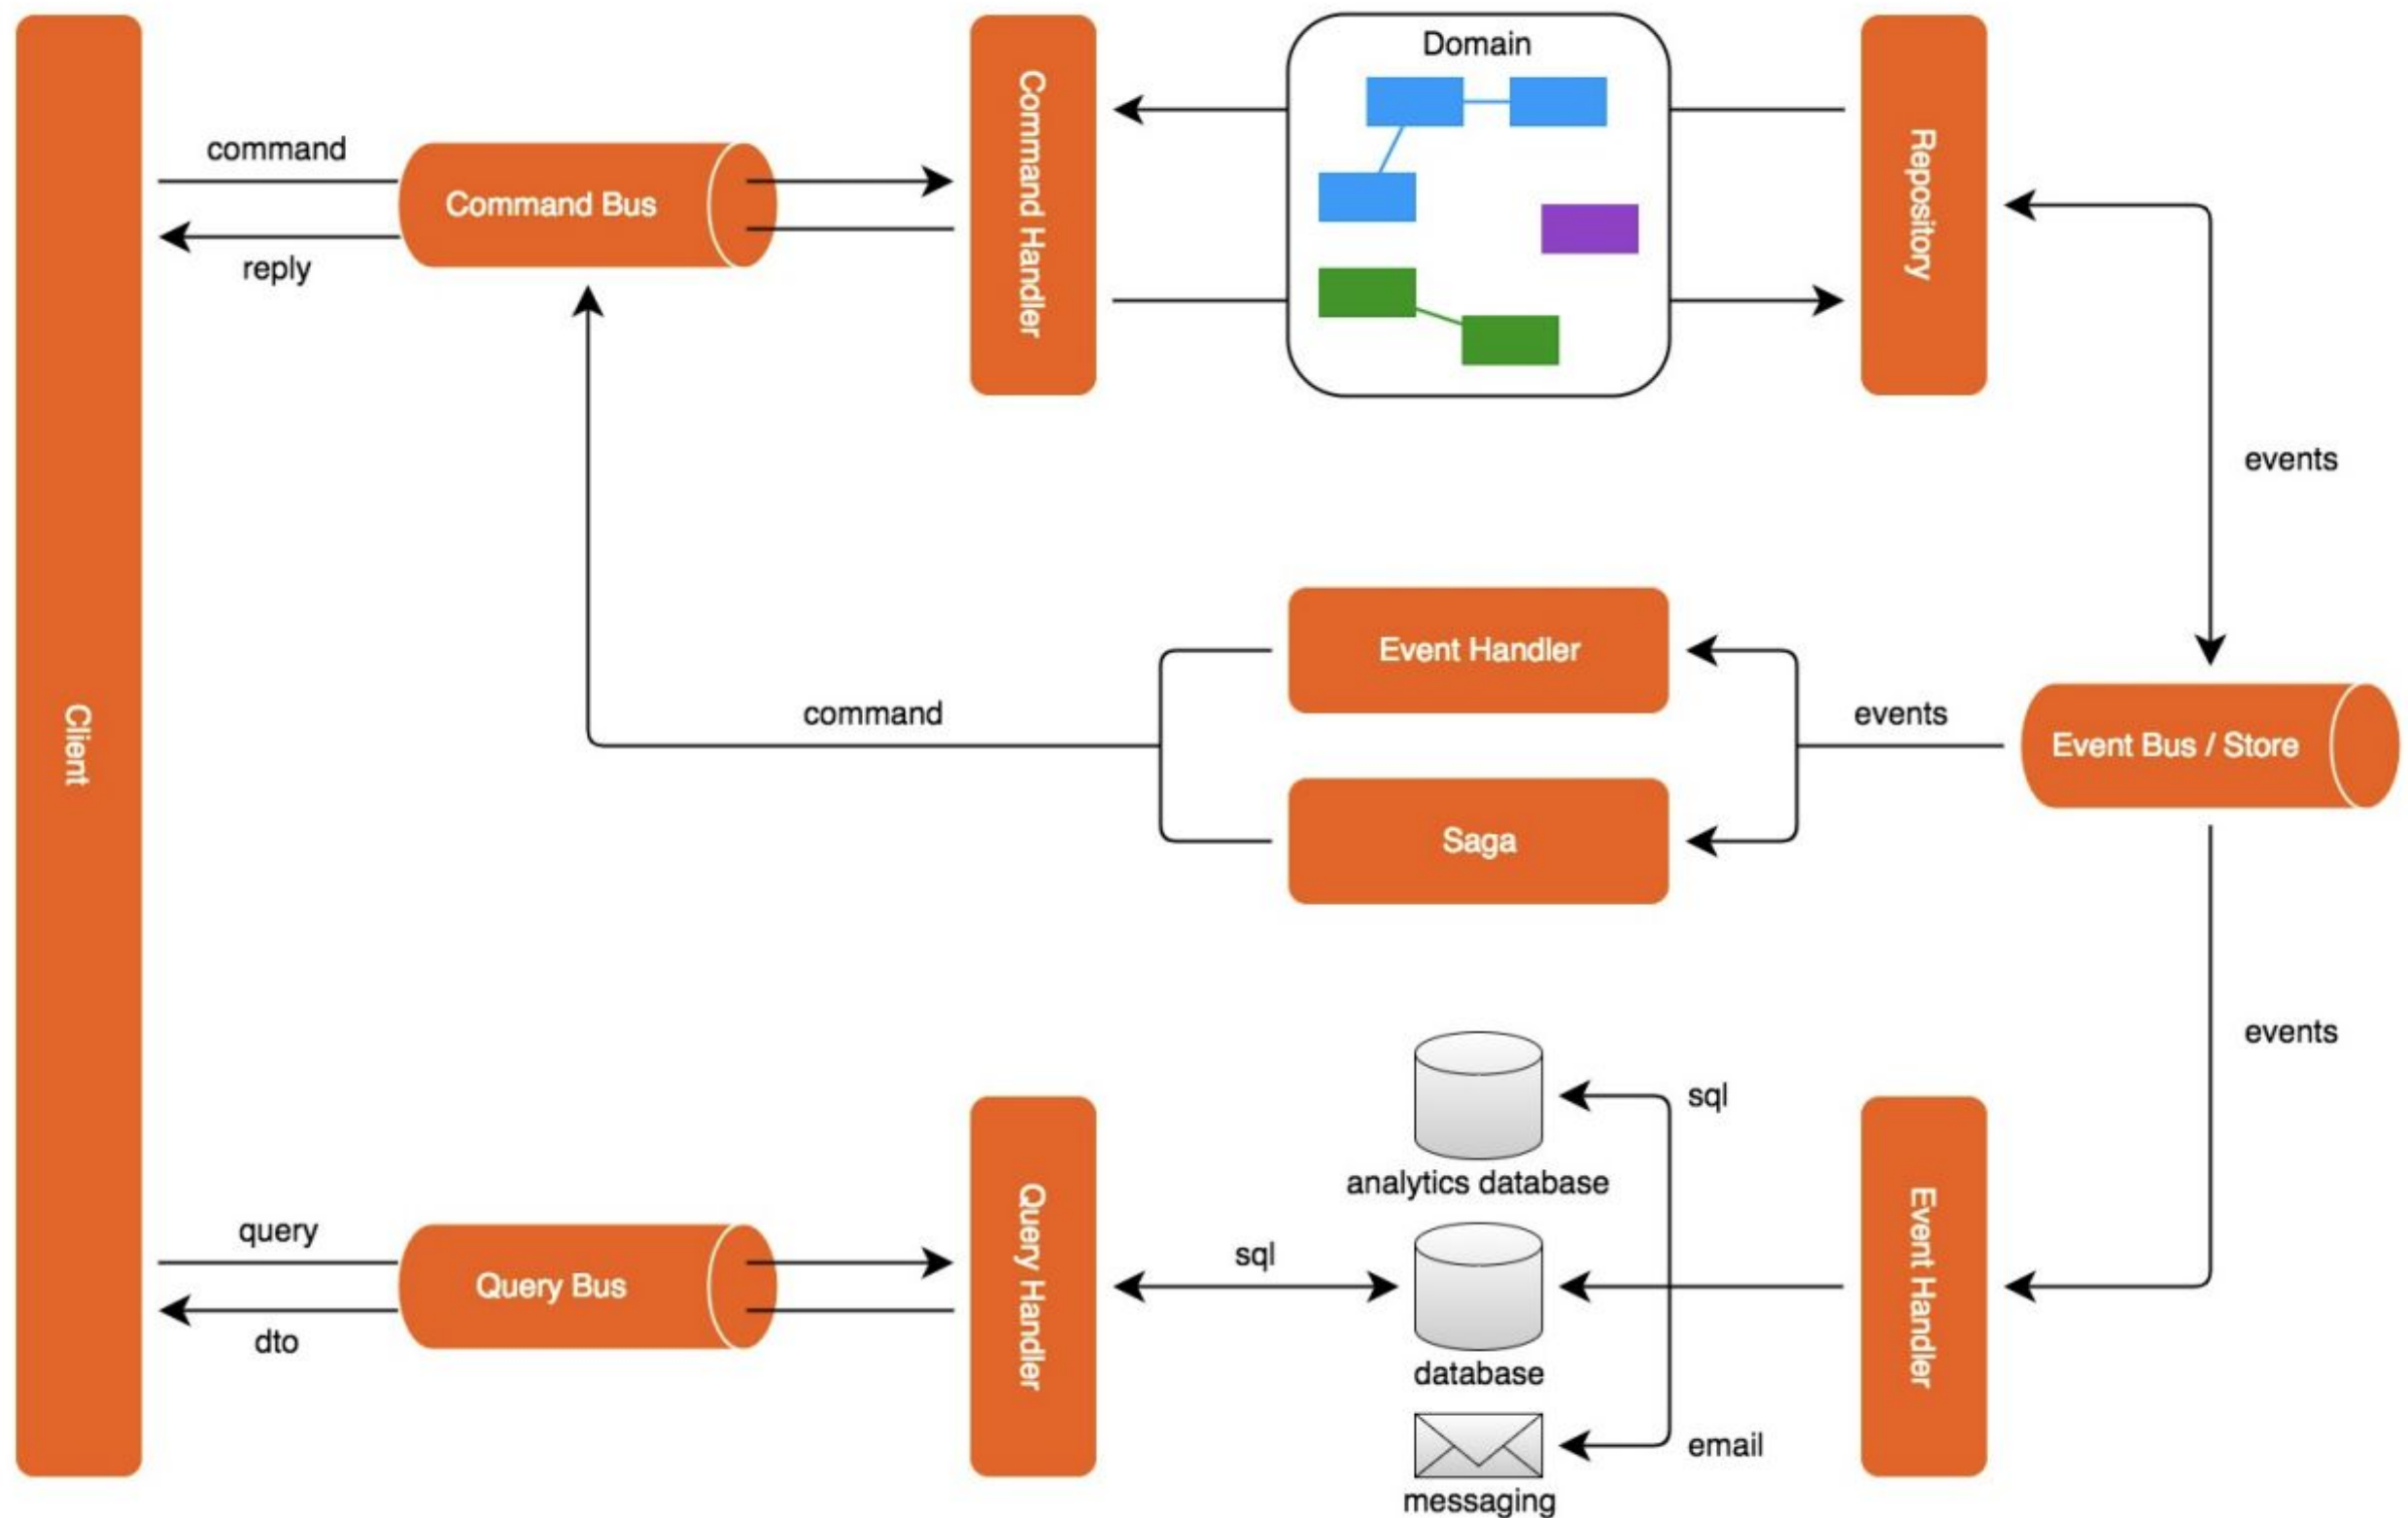 Domain
Command Handler
Repository
command
Command Bus
reply
events
Event Handler
command
events
Client
Event Bus / Store
Saga
events
sql
analytics database
query
Query Bus
dto
Query Handler
sql
database
Event Handler
email
messaging